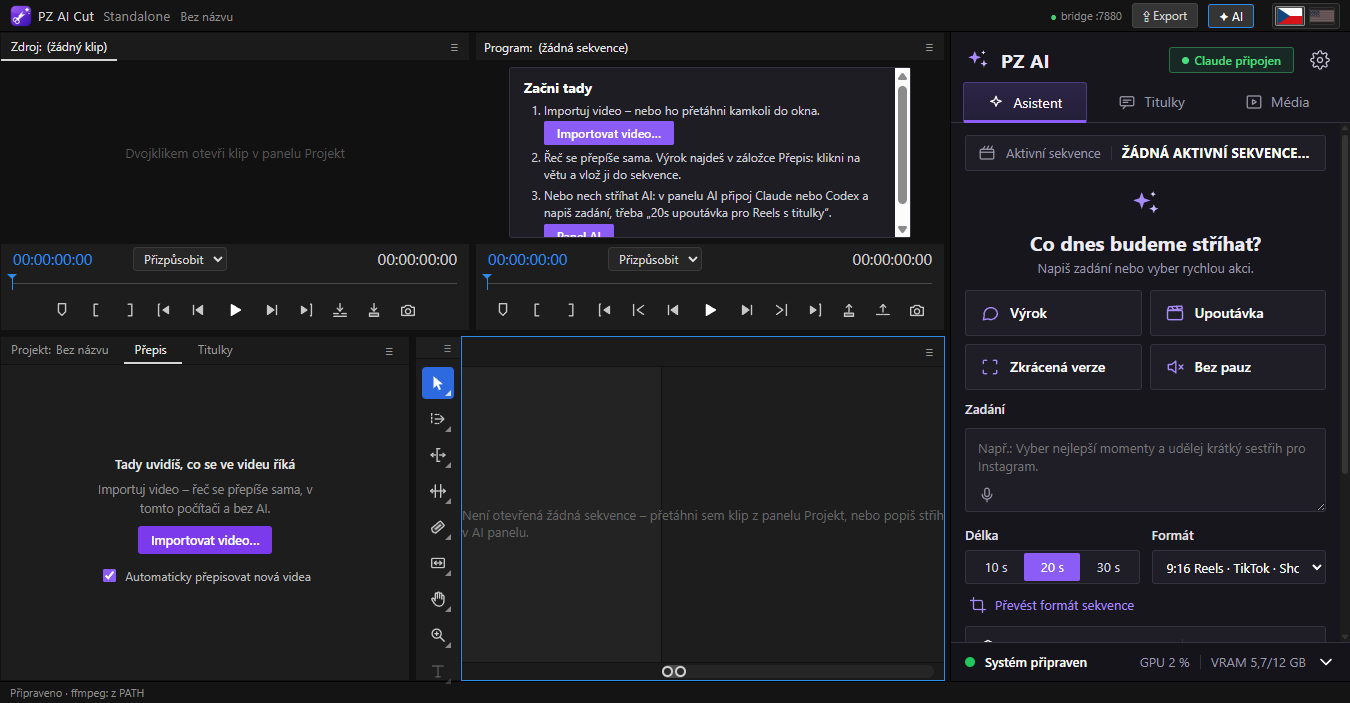 PZ AI Cut Standalone Bez názvu
bridge :7880 Export AI
Zdroj: (žádný klip)
Dvojklikem otevři klip v panelu Projekt
00:00:00:00 Přizpůsobit 00:00:00:00
Program: (žádná sekvence)
Začni tady
1. Importuj video – nebo ho přetáhni kamkoli do okna.
Importovat video...
2. Řeč se přepíše sama. Výrok najdeš v záložce Přepis: klikni na
větu a vlož ji do sekvence.
3. Nebo nech stříhat AI: v panelu AI připoj Claude nebo Codex a
napiš zadání, třeba „20s upoutávka pro Reels s titulky“.
Panel AI
00:00:00:00 Přizpůsobit 00:00:00:00
Projekt: Bez názvu Přepis Titulky
Tady uvidíš, co se ve videu říká
Importuj video – řeč se přepíše sama, v
tomto počítači a bez AI.
Importovat video...
Automaticky přepisovat nová videa
Není otevřená žádná sekvence – přetáhni sem klip z panelu Projekt, nebo popiš střih
v AI panelu.
PZ AI
Claude připojen
Asistent Titulky Média
Aktivní sekvence ŽÁDNÁ AKTIVNÍ SEKVENCE...
Co dnes budeme stříhat?
Napiš zadání nebo vyber rychlou akci.
Výrok Upoutávka
Zkrácená verze Bez pauz
Zadání
Např.: Vyber nejlepší momenty a udělej krátký sestřih pro
Instagram.
Délka Formát
10 s 20 s 30 s 9:16 Reels · TikTok · Sho
Převést formát sekvence
Systém připraven GPU 2 % VRAM 5,7/12 GB
Připraveno · ffmpeg: z PATH